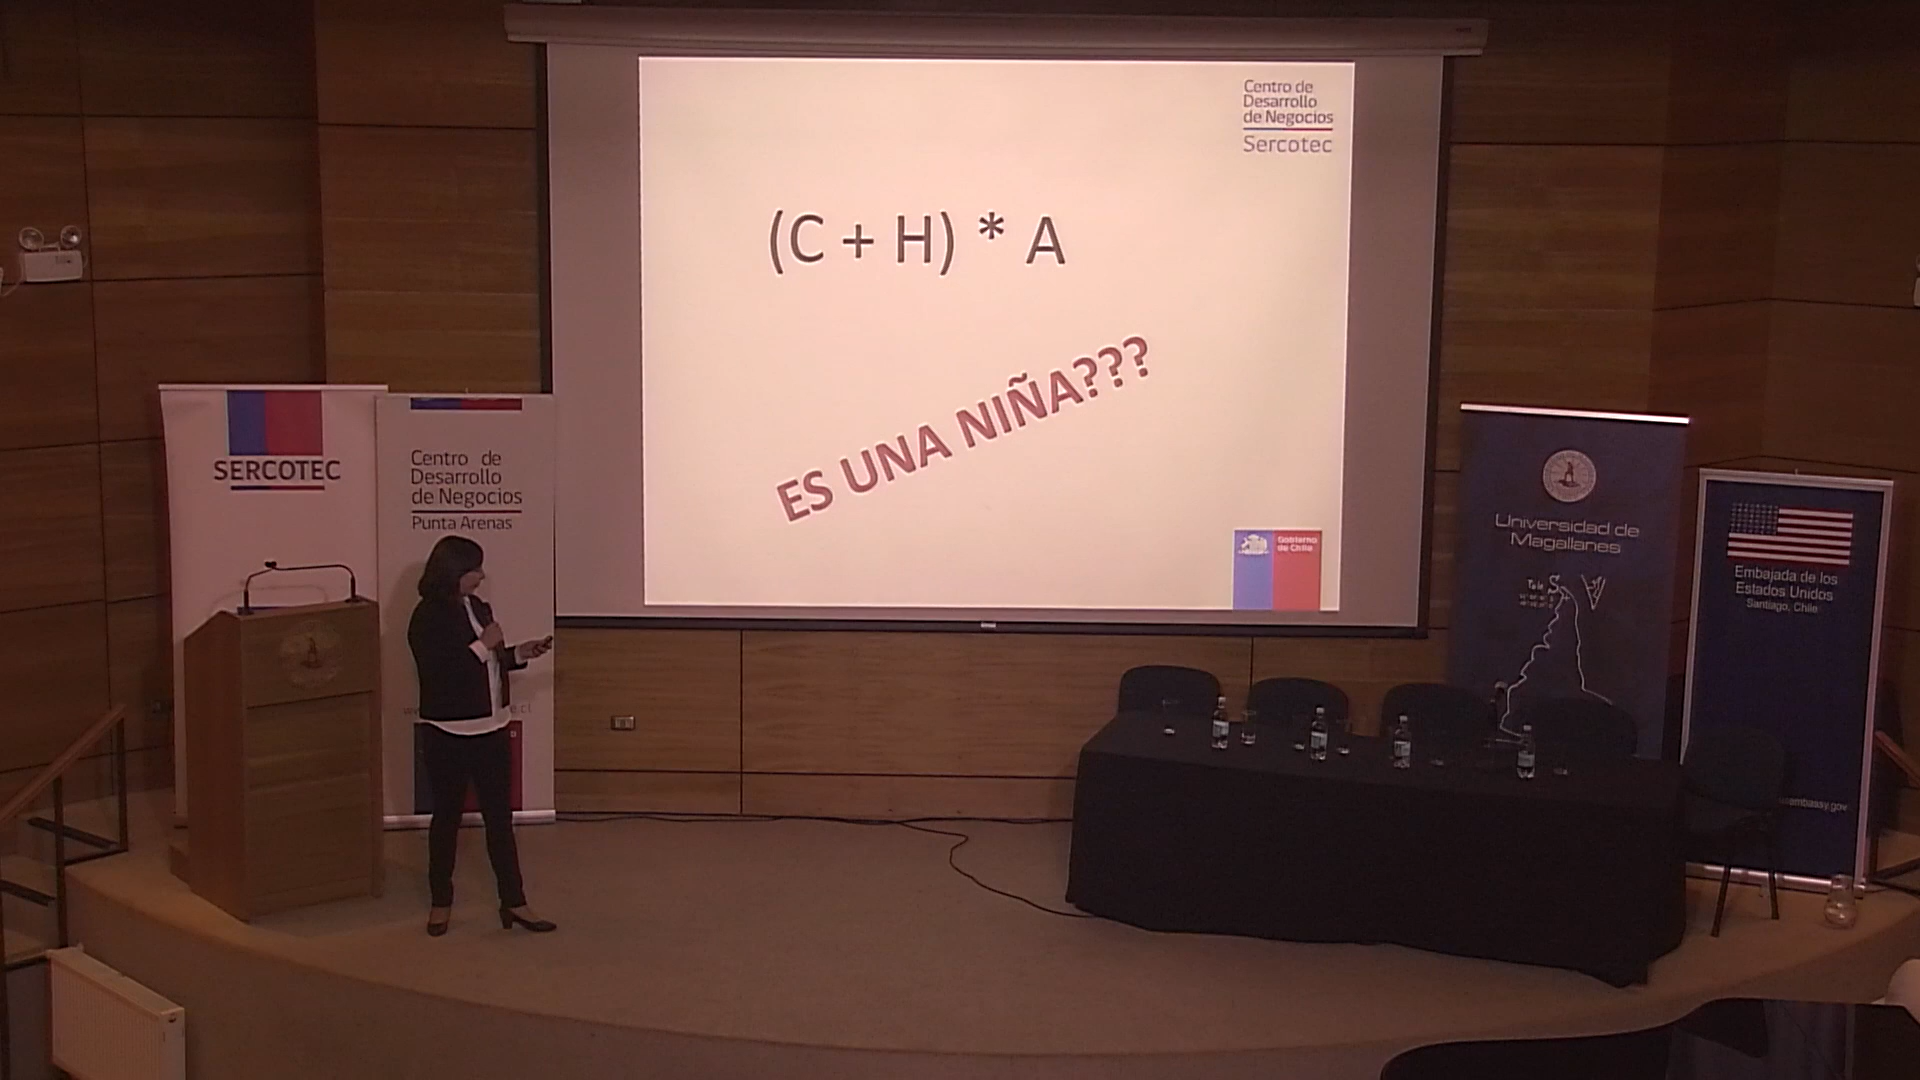 Centro de
Desarrollo
de Negocios
Sercotec
(C + H) * A
ES UNA NIÑA???
Gobierno
de Chile
SERCOTEC
Centro de
Desarrollo
de Negocios
Punta Arenas
Universidad de
Magallanes
Embajada de los
Estados Unidos
Santiago, Chile